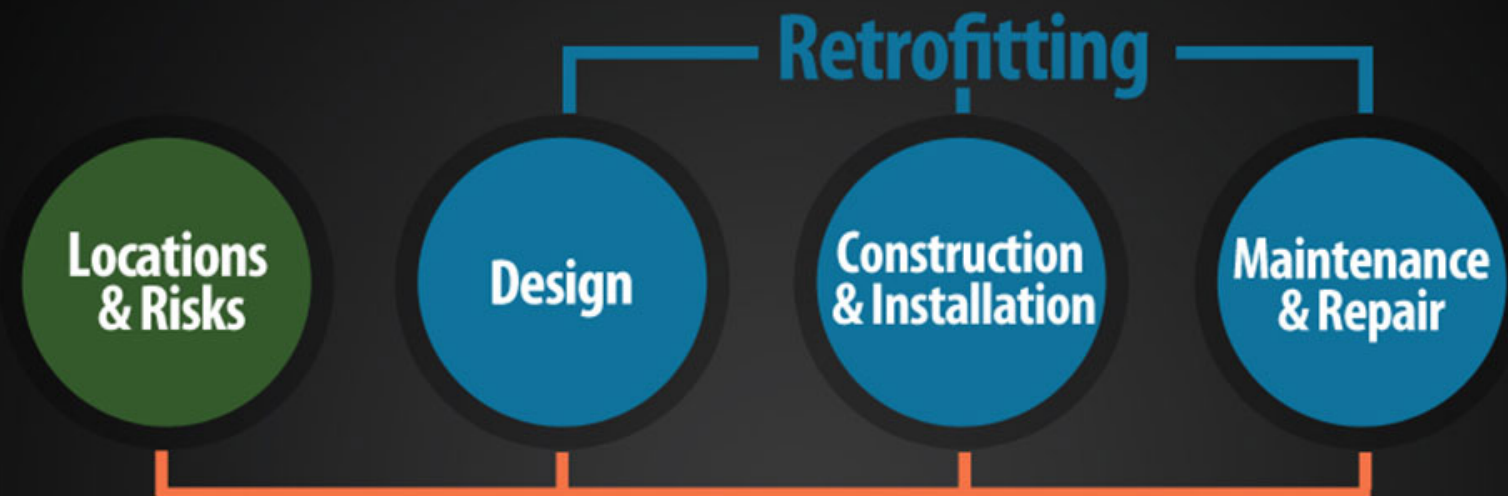 Retrofitting
Locations
& Risks
Design
Construction
& Installation
Maintenance
& Repair